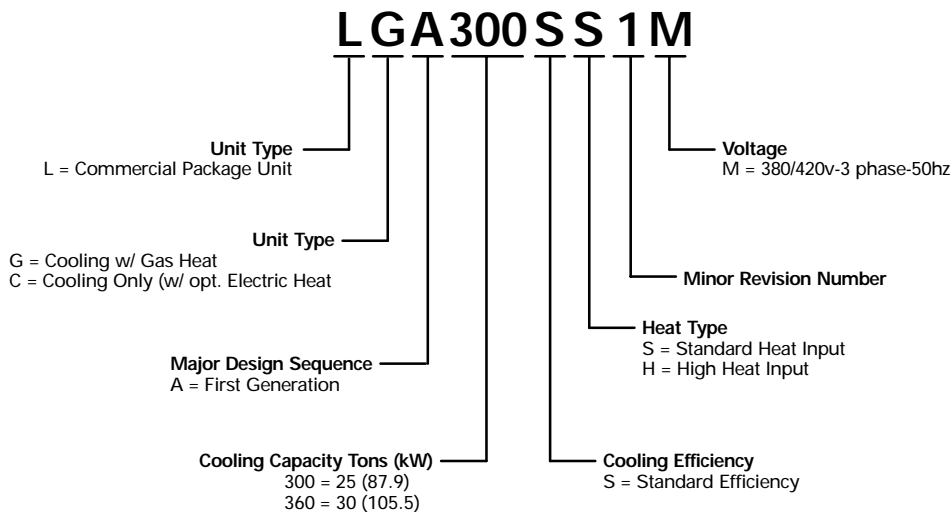 LGA300SS1M
Unit Type
L = Commercial Package Unit
Voltage
M = 380/420v-3 phase-50hz
Unit Type
G = Cooling w/ Gas Heat
C = Cooling Only (w/ opt. Electric Heat
Minor Revision Number
Heat Type
S = Standard Heat Input
H = High Heat Input
Major Design Sequence
A = First Generation
Cooling Capacity Tons (kW)
300 = 25 (87.9)
360 = 30 (105.5)
Cooling Efficiency
S = Standard Efficiency